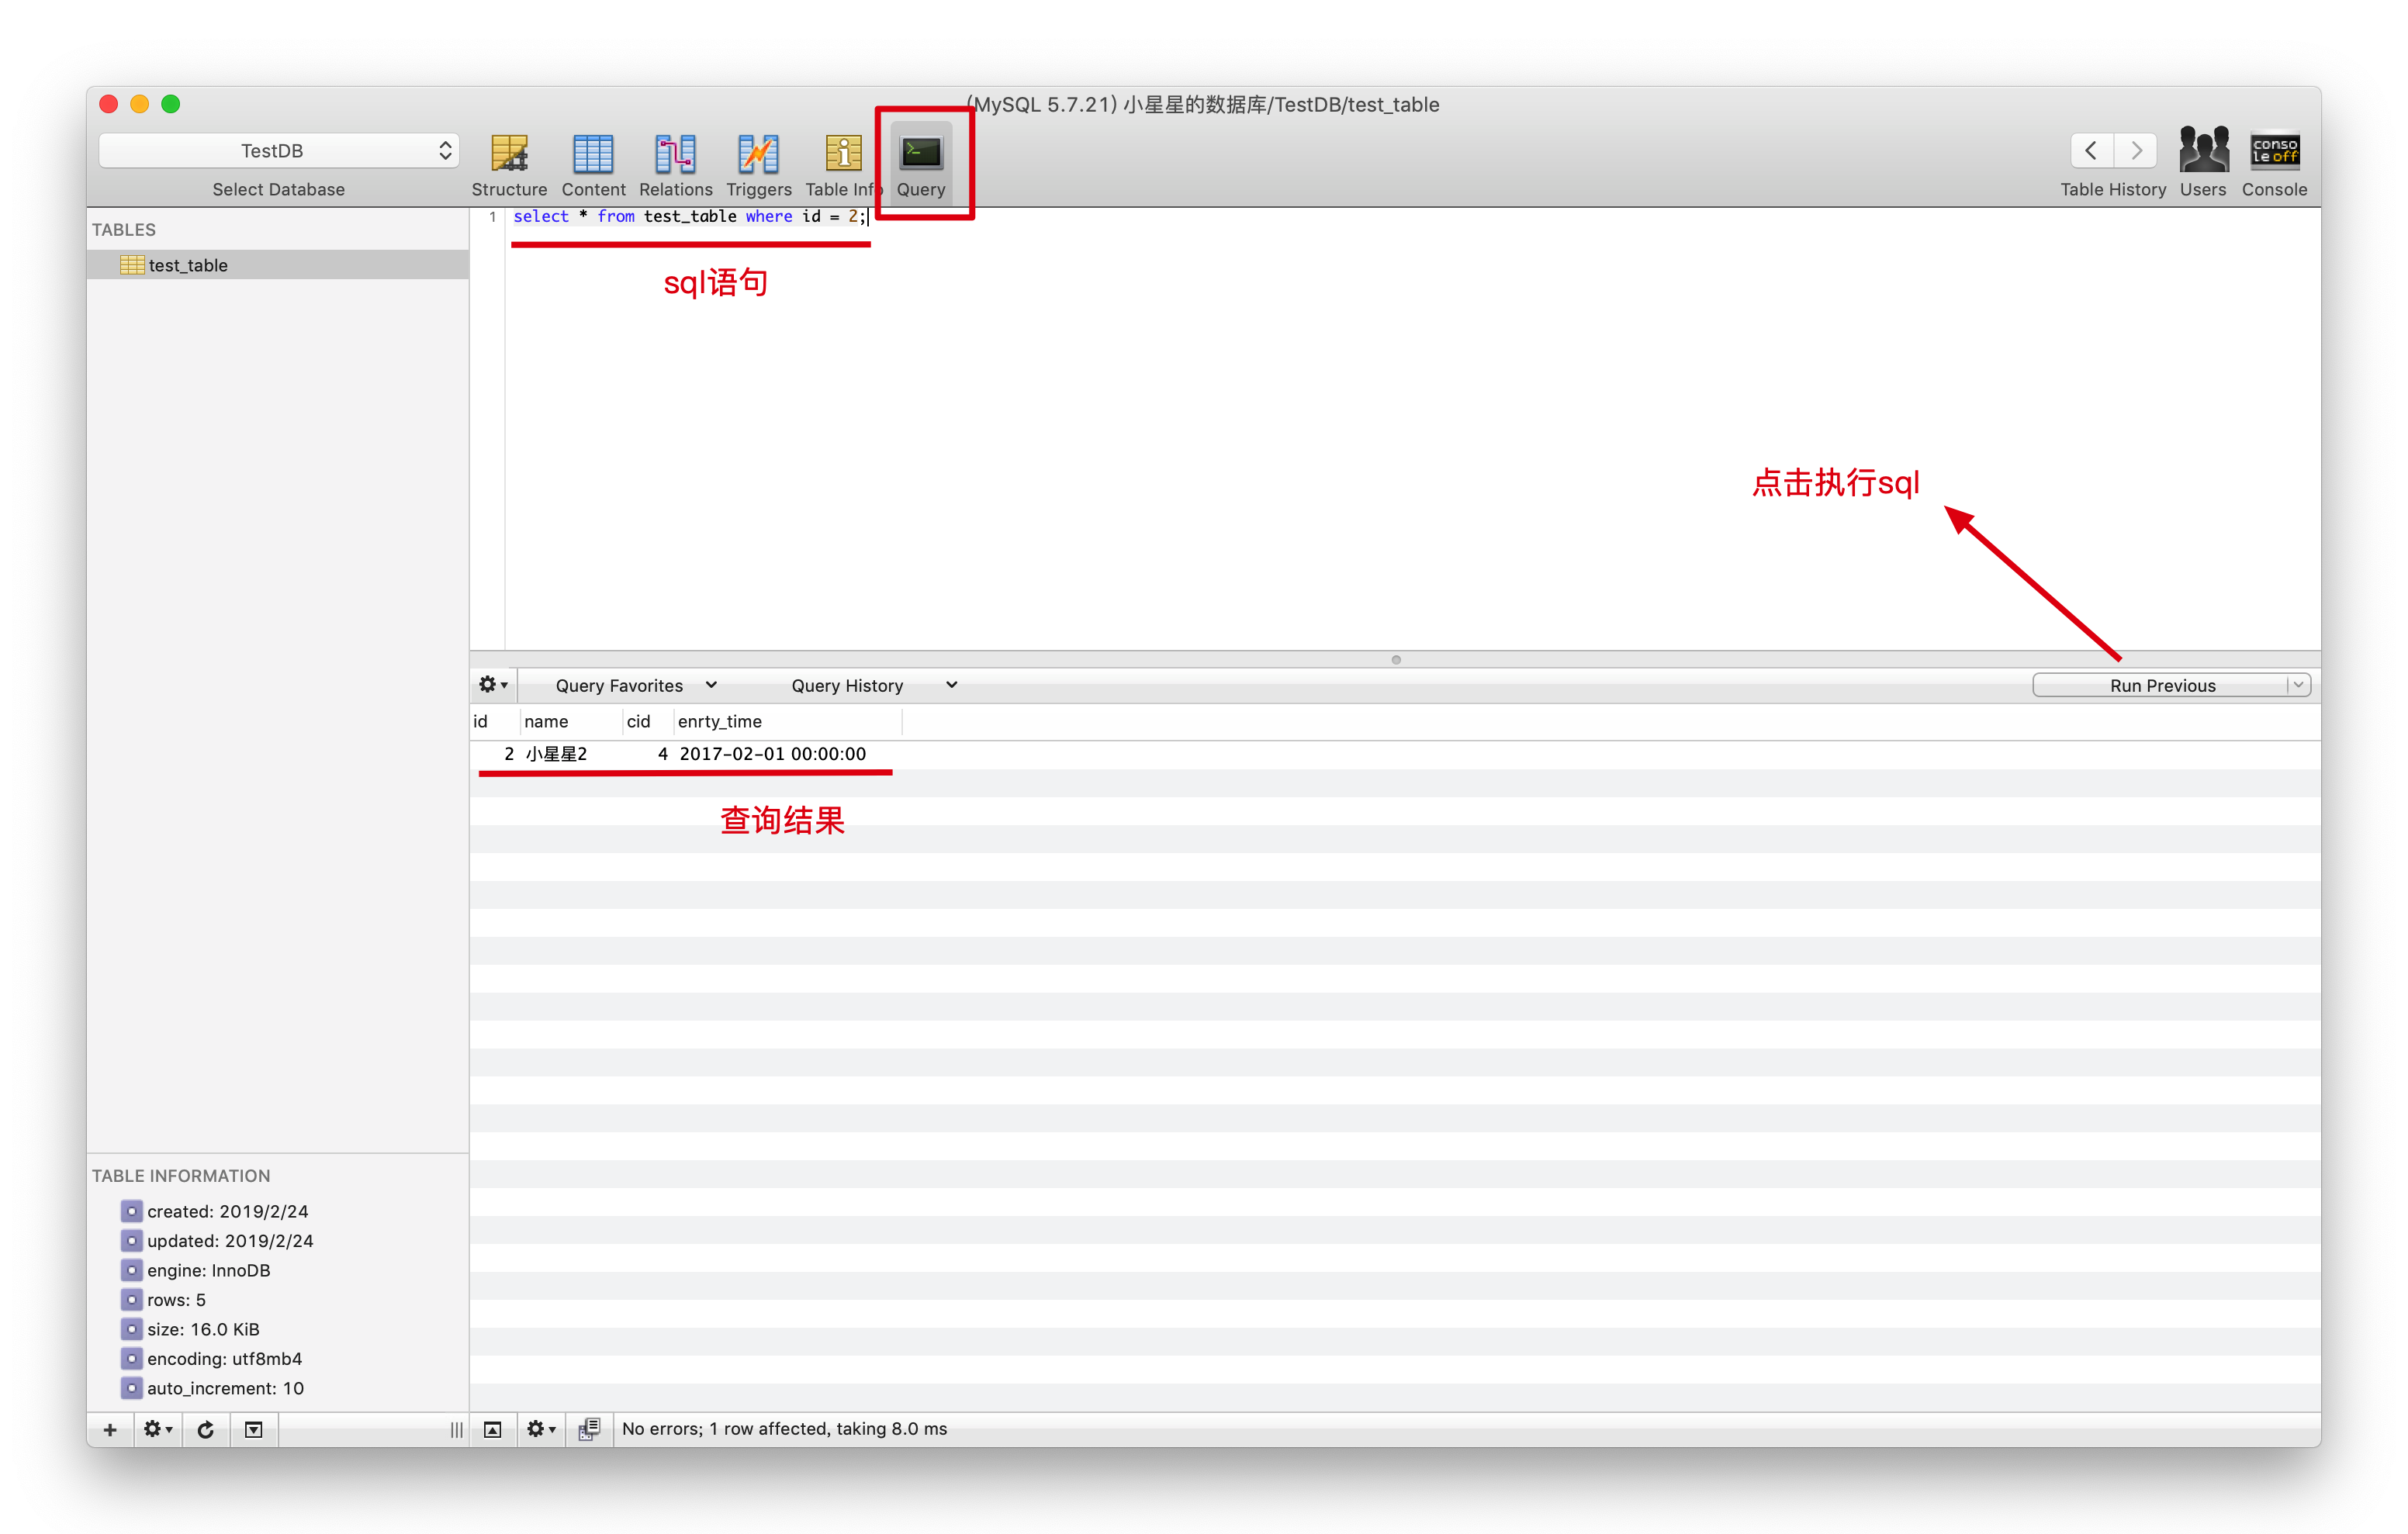 (MySQL 5.7.21) 小星星的数据库/TestDB/test_table
TestDB
Select Database
Structure
Content
Relations
Triggers
Table Info
Query
conso
le off
Table History
Users
Console
TABLES
test_table
1 select * from test_table where id = 2;
sql语句
点击执行sql
Query Favorites
Query History
Run Previous
id name cid enrty_time
2 小星星2 4 2017-02-01 00:00:00
查询结果
TABLE INFORMATION
created: 2019/2/24
updated: 2019/2/24
engine: InnoDB
rows: 5
size: 16.0 KiB
encoding: utf8mb4
auto_increment: 10
No errors; 1 row affected, taking 8.0 ms